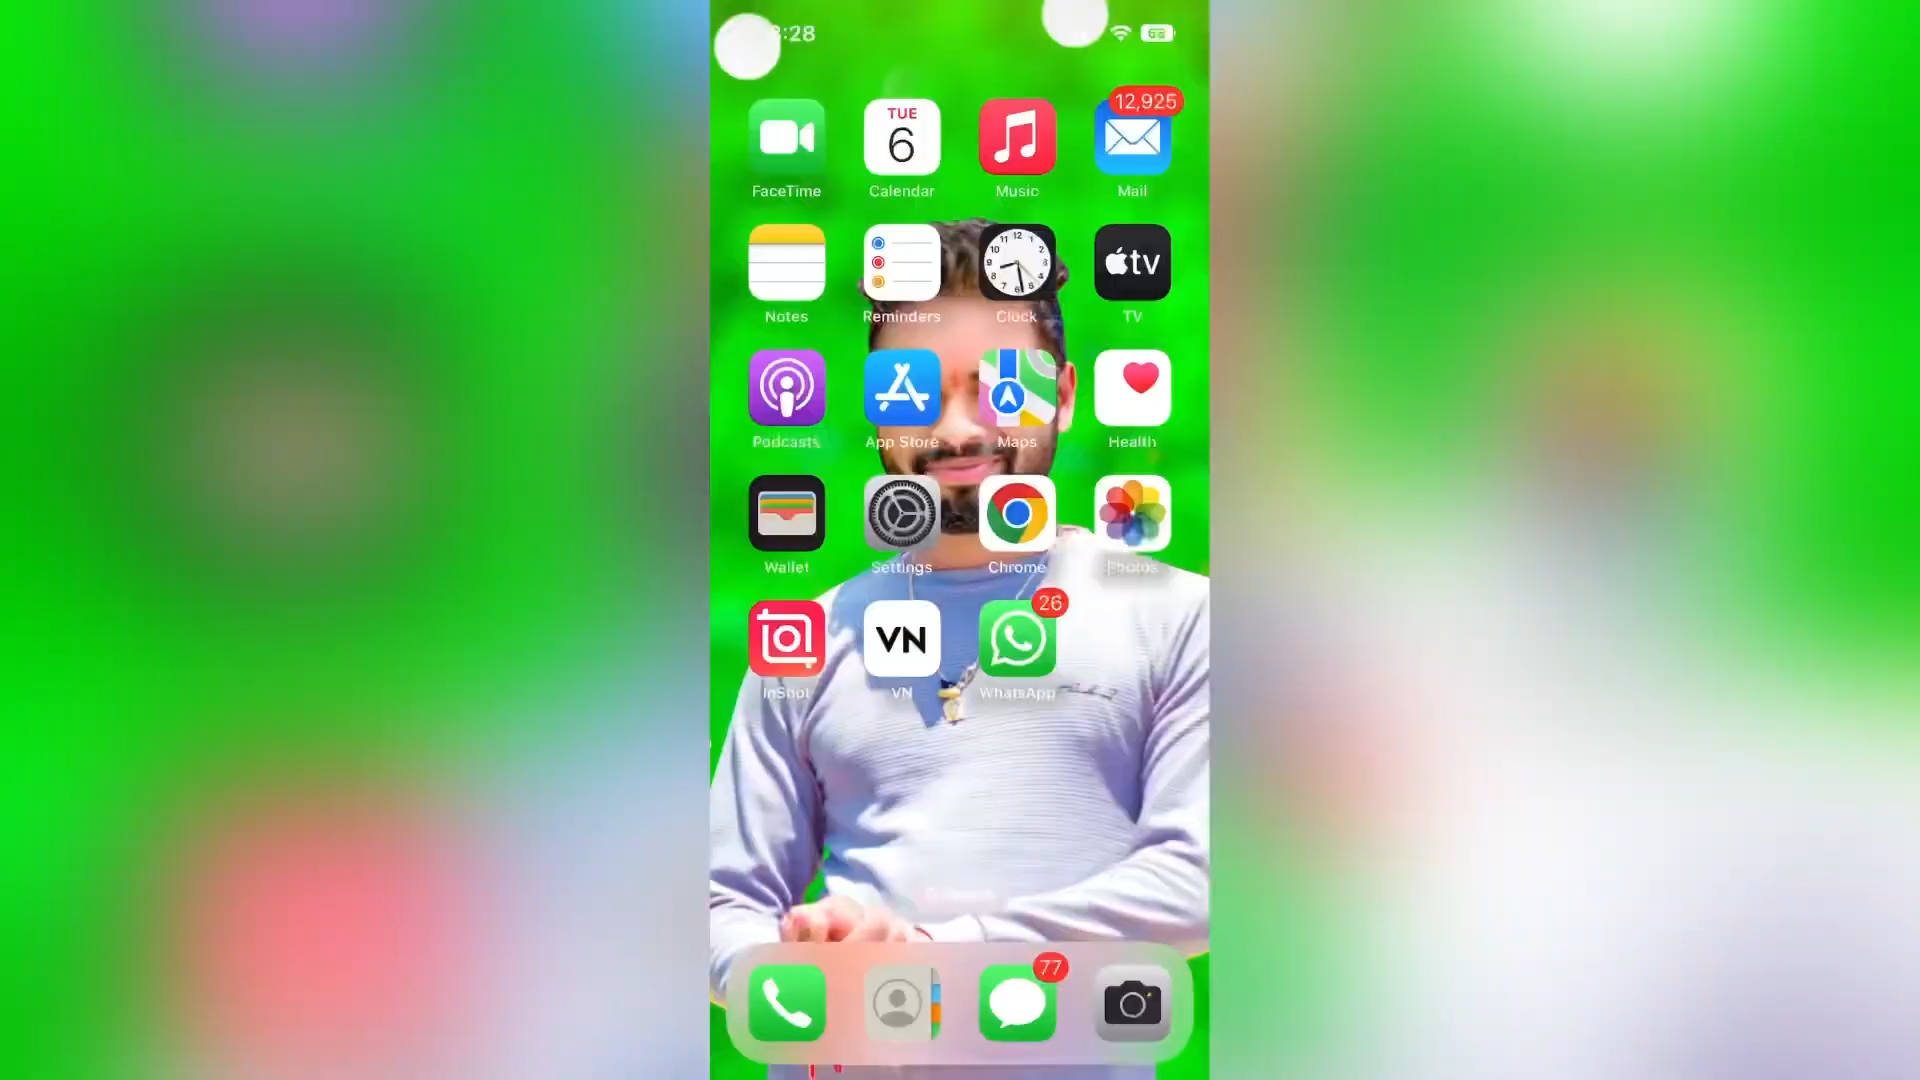 :28
68
12,925
TUE
6
tv
FaceTime
Calendar
Music
Mail
Notes
Reminders
Clock
TV
Podcasts
App Store
Maps
Health
Wallet
Settings
Chrome
Photos
26
VN
InShot
VN
WhatsApp
77